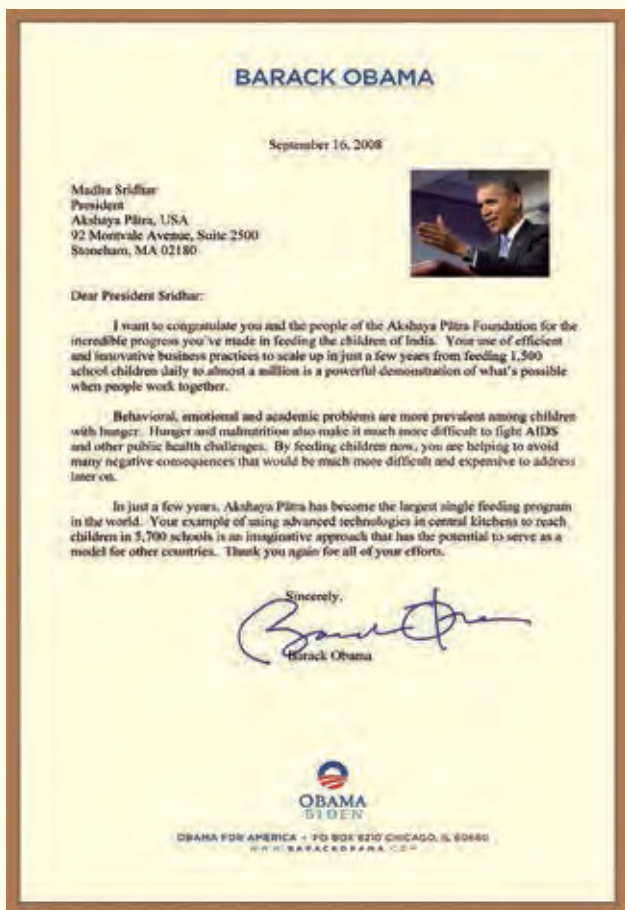 BARACK OBAMA
September 16, 2008
Madhu Sridhar
President
Akshaya Pātra, USA
92 Montvale Avenue, Suite 2500
Stoneham, MA 02180
Dear President Sridhar:
I want to congratulate you and the people of the Akshaya Pātra Foundation for the
incredible progress you've made in feeding the children of India. Your use of efficient
and innovative business practices to scale up in just a few years from feeding 1,500
school children daily to almost a million is a powerful demonstration of what's possible
when people work together.
Behavioral, emotional and academic problems are more prevalent among children
with hunger. Hunger and malnutrition also make it much more difficult to fight AIDS
and other public health challenges. By feeding children now, you are helping to avoid
many negative consequences that would be much more difficult and expensive to address
later on.
In just a few years, Akshaya Pātra has become the largest single feeding program
in the world. Your example of using advanced technologies in central kitchens to reach
children in 5,700 schools is an imaginative approach that has the potential to serve as a
model for other countries. Thank you again for all of your efforts.
Sincerely,
Barack Obama
OBAMA
BIDEN
OBAMA FOR AMERICA • PO BOX 8210 CHICAGO, IL 60680
WWW.BARACKOBAMA.COM